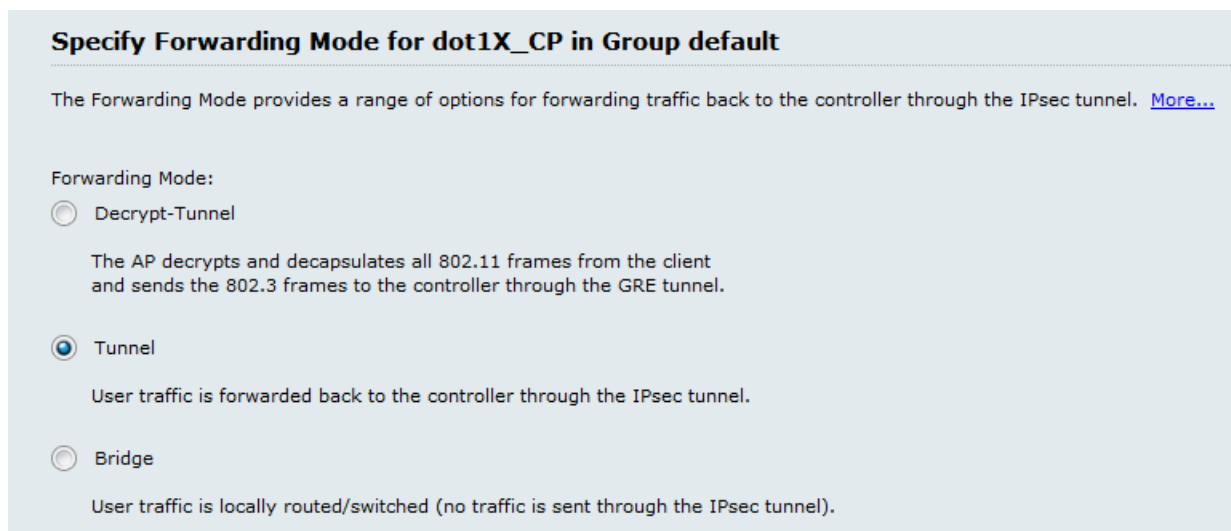 Specify Forwarding Mode for dot1X_CP in Group default
The Forwarding Mode provides a range of options for forwarding traffic back to the controller through the IPsec tunnel. More...
Forwarding Mode:
Decrypt-Tunnel
The AP decrypts and decapsulates all 802.11 frames from the client
and sends the 802.3 frames to the controller through the GRE tunnel.
Tunnel
User traffic is forwarded back to the controller through the IPsec tunnel.
Bridge
User traffic is locally routed/switched (no traffic is sent through the IPsec tunnel).